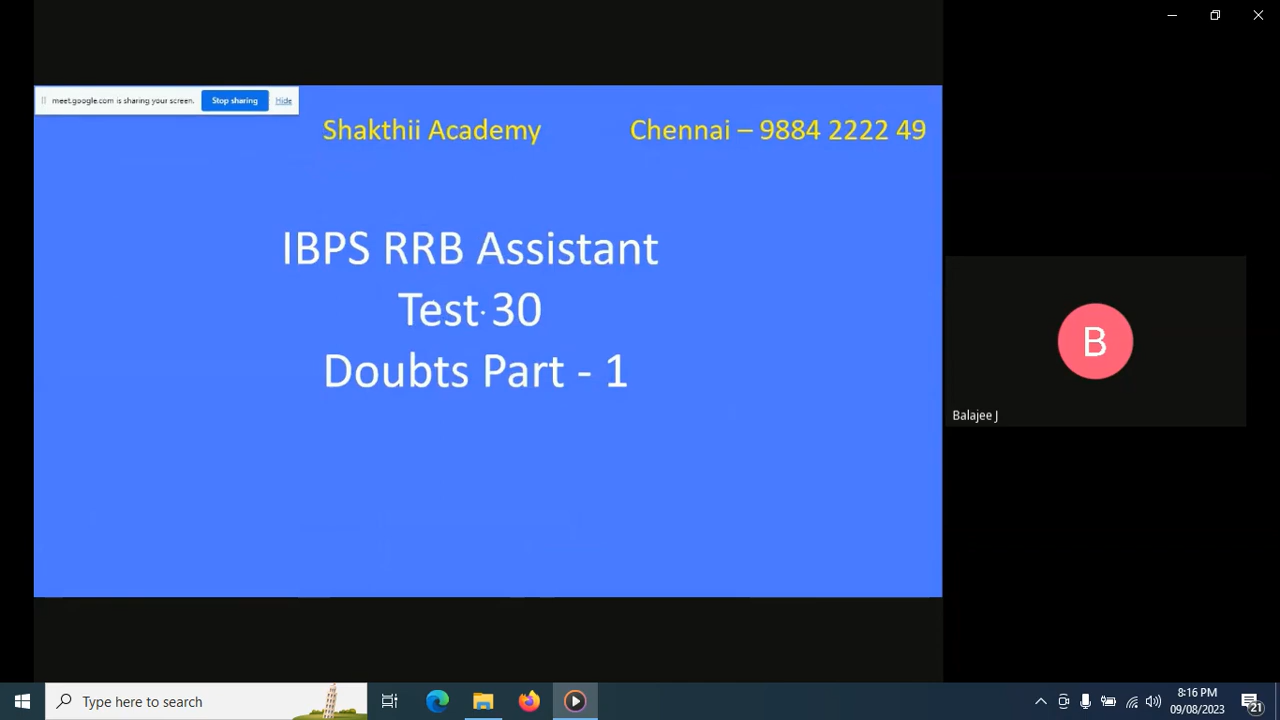 meet.google.com is sharing your screen. Stop sharing Hide
Shakthii Academy Chennai – 9884 2222 49
IBPS RRB Assistant
Test 30
Doubts Part - 1
B
Balajee J
Type here to search
8:16 PM
09/08/2023
21